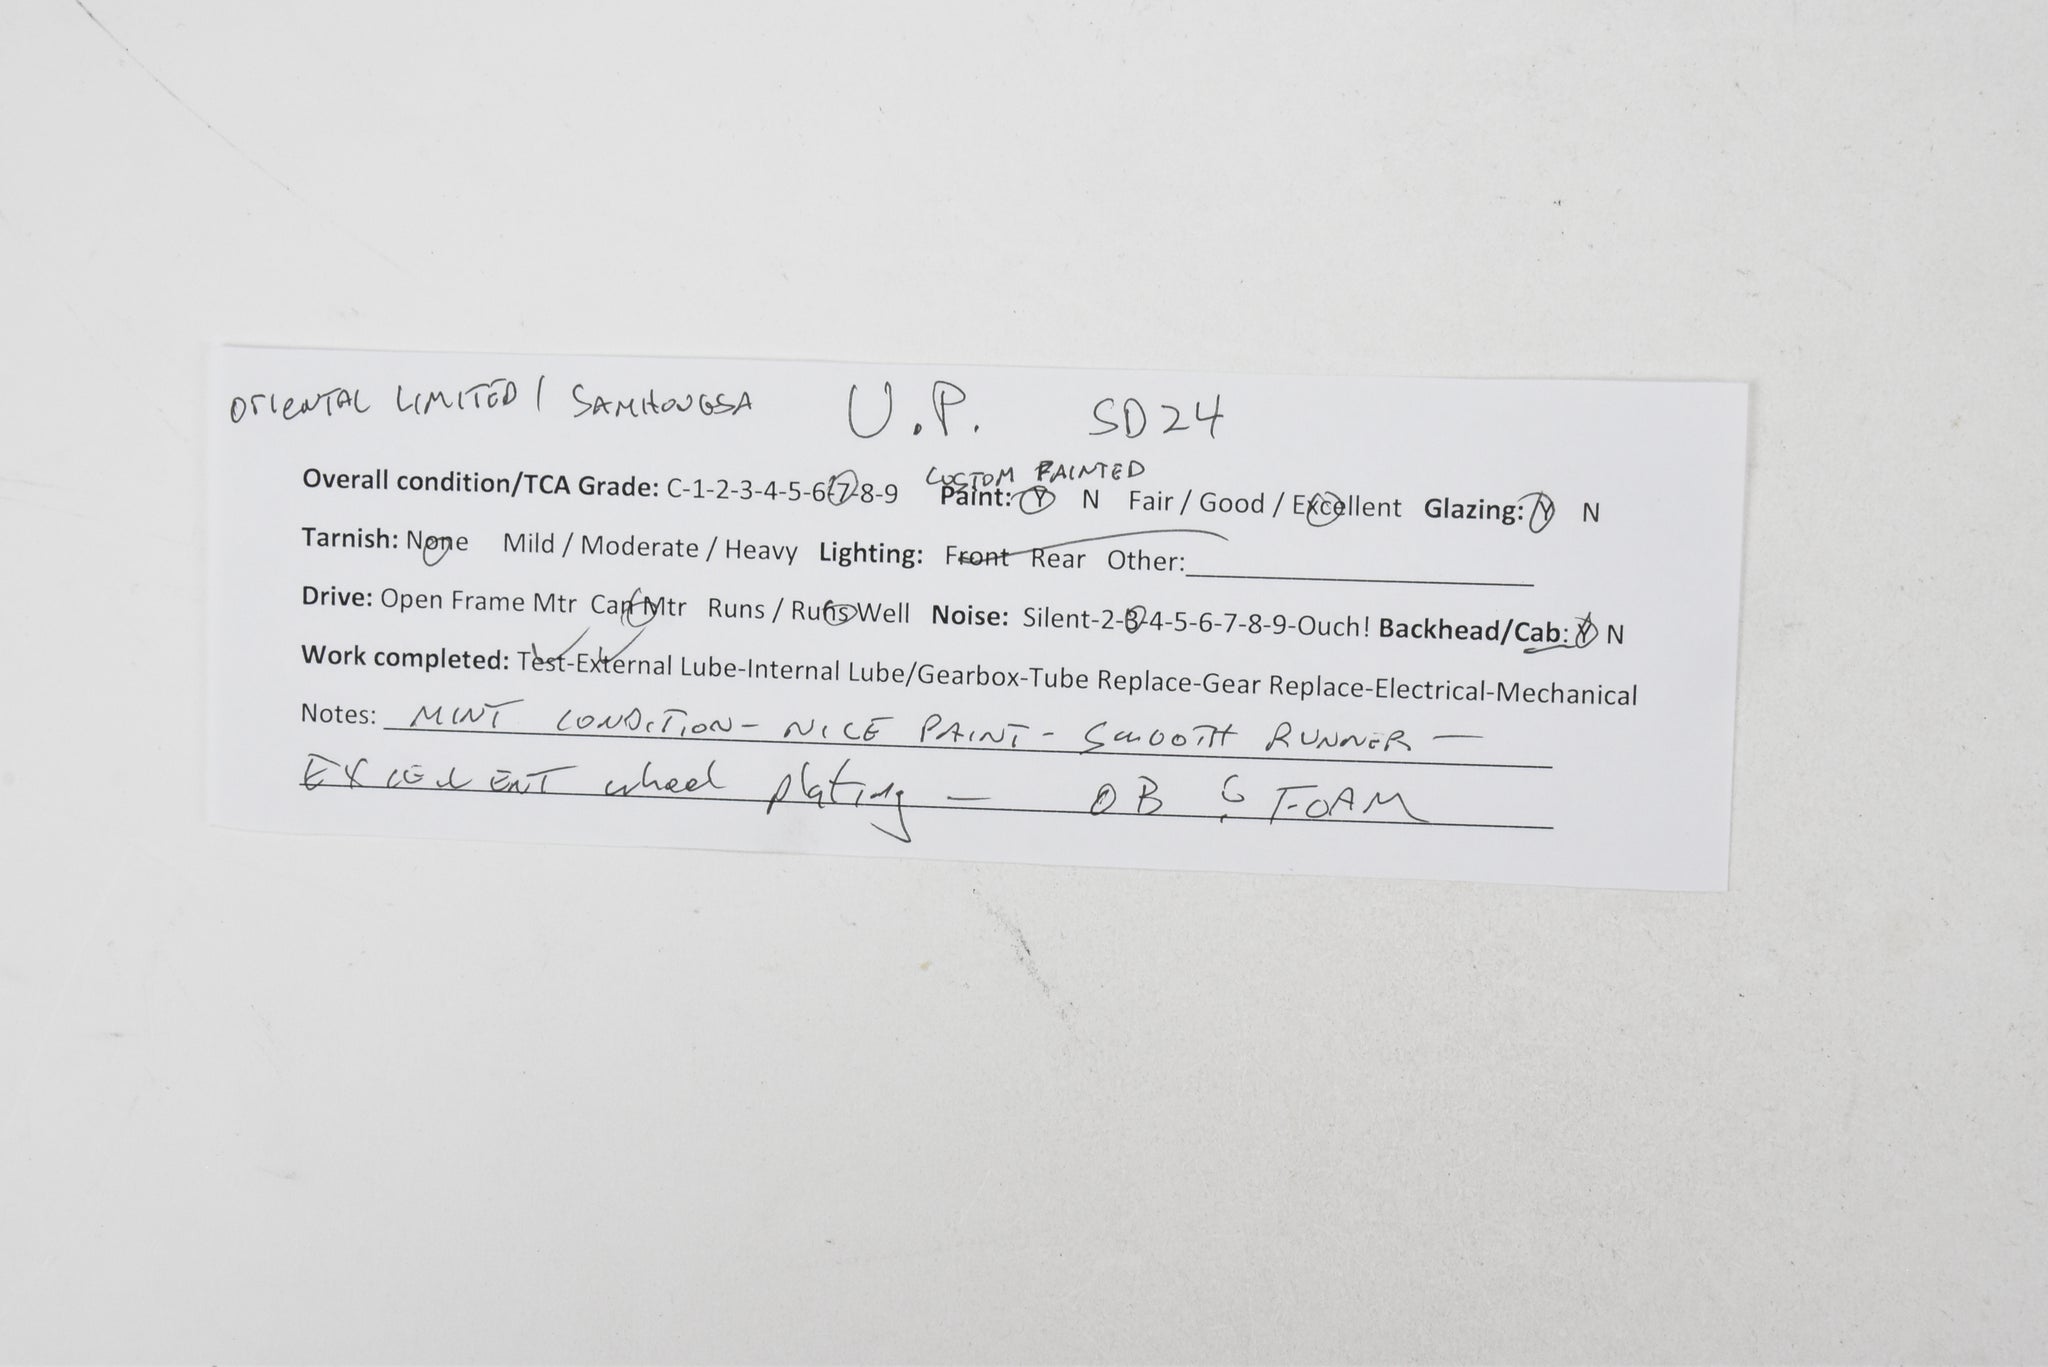 ORIENTAL LIMITED / SAMHONGSA U.P. SD24
CUSTOM PAINTED
Overall condition/TCA Grade: C-1-2-3-4-5-6-7-8-9 Paint: Y N Fair / Good / Excellent Glazing: Y N
Tarnish: None Mild / Moderate / Heavy Lighting: Front Rear Other:
Drive: Open Frame Mtr Can Mtr Runs / Runs Well Noise: Silent-2-3-4-5-6-7-8-9-Ouch! Backhead/Cab: Y N
Work completed: Test-External Lube-Internal Lube/Gearbox-Tube Replace-Gear Replace-Electrical-Mechanical
Notes: MINT CONDITION - NICE PAINT - SMOOTH RUNNER -
EXCELLENT wheel plating - OB & FOAM